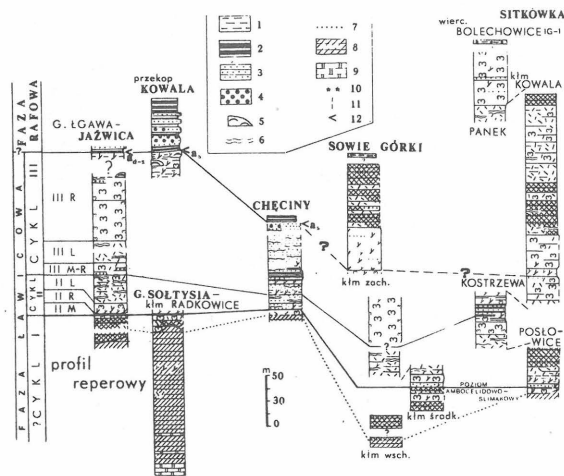 SITKÓWKA
wierc.
BOLECHOWICE IG-1
przekop
KOWALA
kłm
KOWALA
PANEK
G. ŁGAWA-
JAŹWICA
SOWIE GÓRKI
CHĘCINY
?
kłm zach.
?
KOSTRZEWA
G. SOŁTYSIA-
kłm RADKOWICE
POSŁO-
WICE
profil
reperowy
POZIOM
AMBOCELIDOWO-
ŚLIMAKOWY
kłm środk.
kłm wsch.
m
50
30
0
1
2
3
4
5
6
7
8
9
10
11
12
FAZA RAFOWA
FAZA ŁAWICOWA
CYKL III
CYKL II
? CYKL I
III R
III L
III M-R
II L
II R
II M